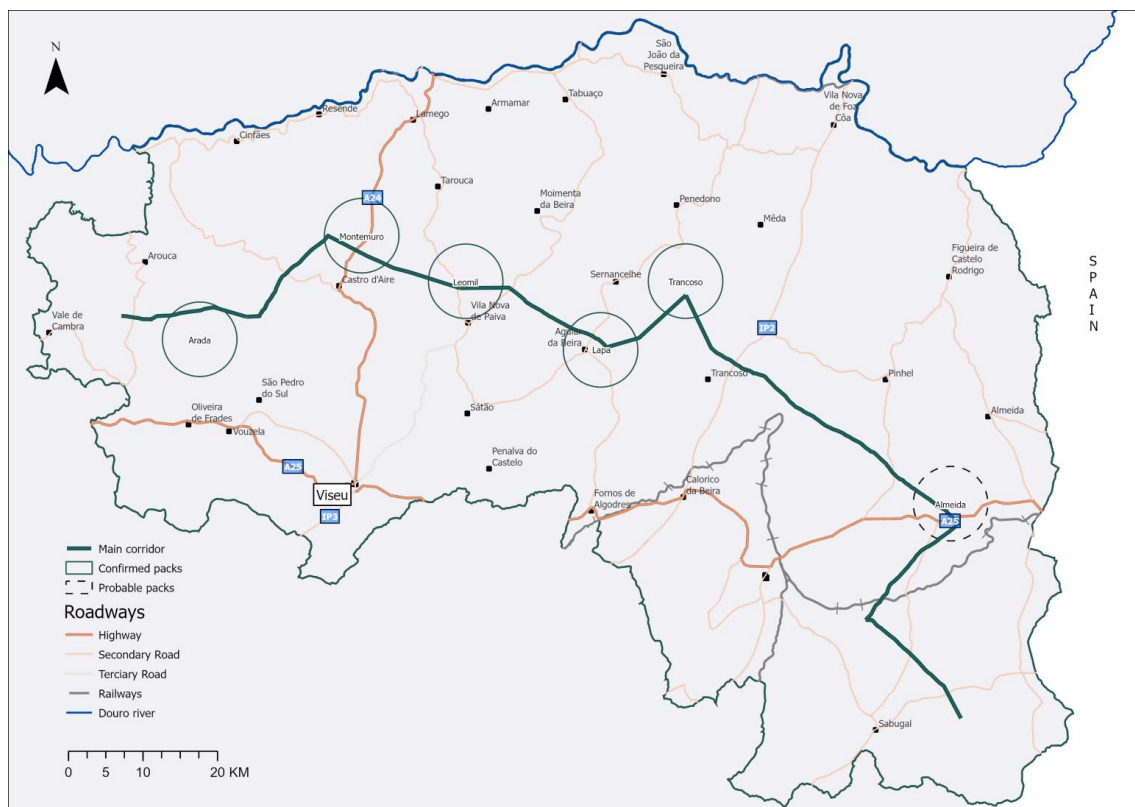 N
São
João da
Pesqueira
Tabuaço
Armamar
Resende
Lamego
Cinfães
Vila Nova
de Foz
Côa
Tarouca
A24
Moimenta
da Beira
Penedono
Mêda
Montemuro
Arouca
Figueira de
Castelo
Rodrigo
SPAIN
Castro d'Aire
Leomil
Sernancelhe
Trancoso
Vila Nova
de Paiva
Vale de
Cambra
Arada
Aguiar
da Beira
Lapa
IP2
Trancoso
Pinhel
São Pedro
do Sul
Oliveira
de Frades
Vouzela
Sátão
Almeida
Penalva do
Castelo
A25
Viseu
IP3
Fornos de
Algodres
Calorico
da Beira
Almeida
A25
Main corridor
Confirmed packs
Probable packs
Roadways
Highway
Secondary Road
Terciary Road
Railways
Douro river
Sabugal
0 5 10 20 KM